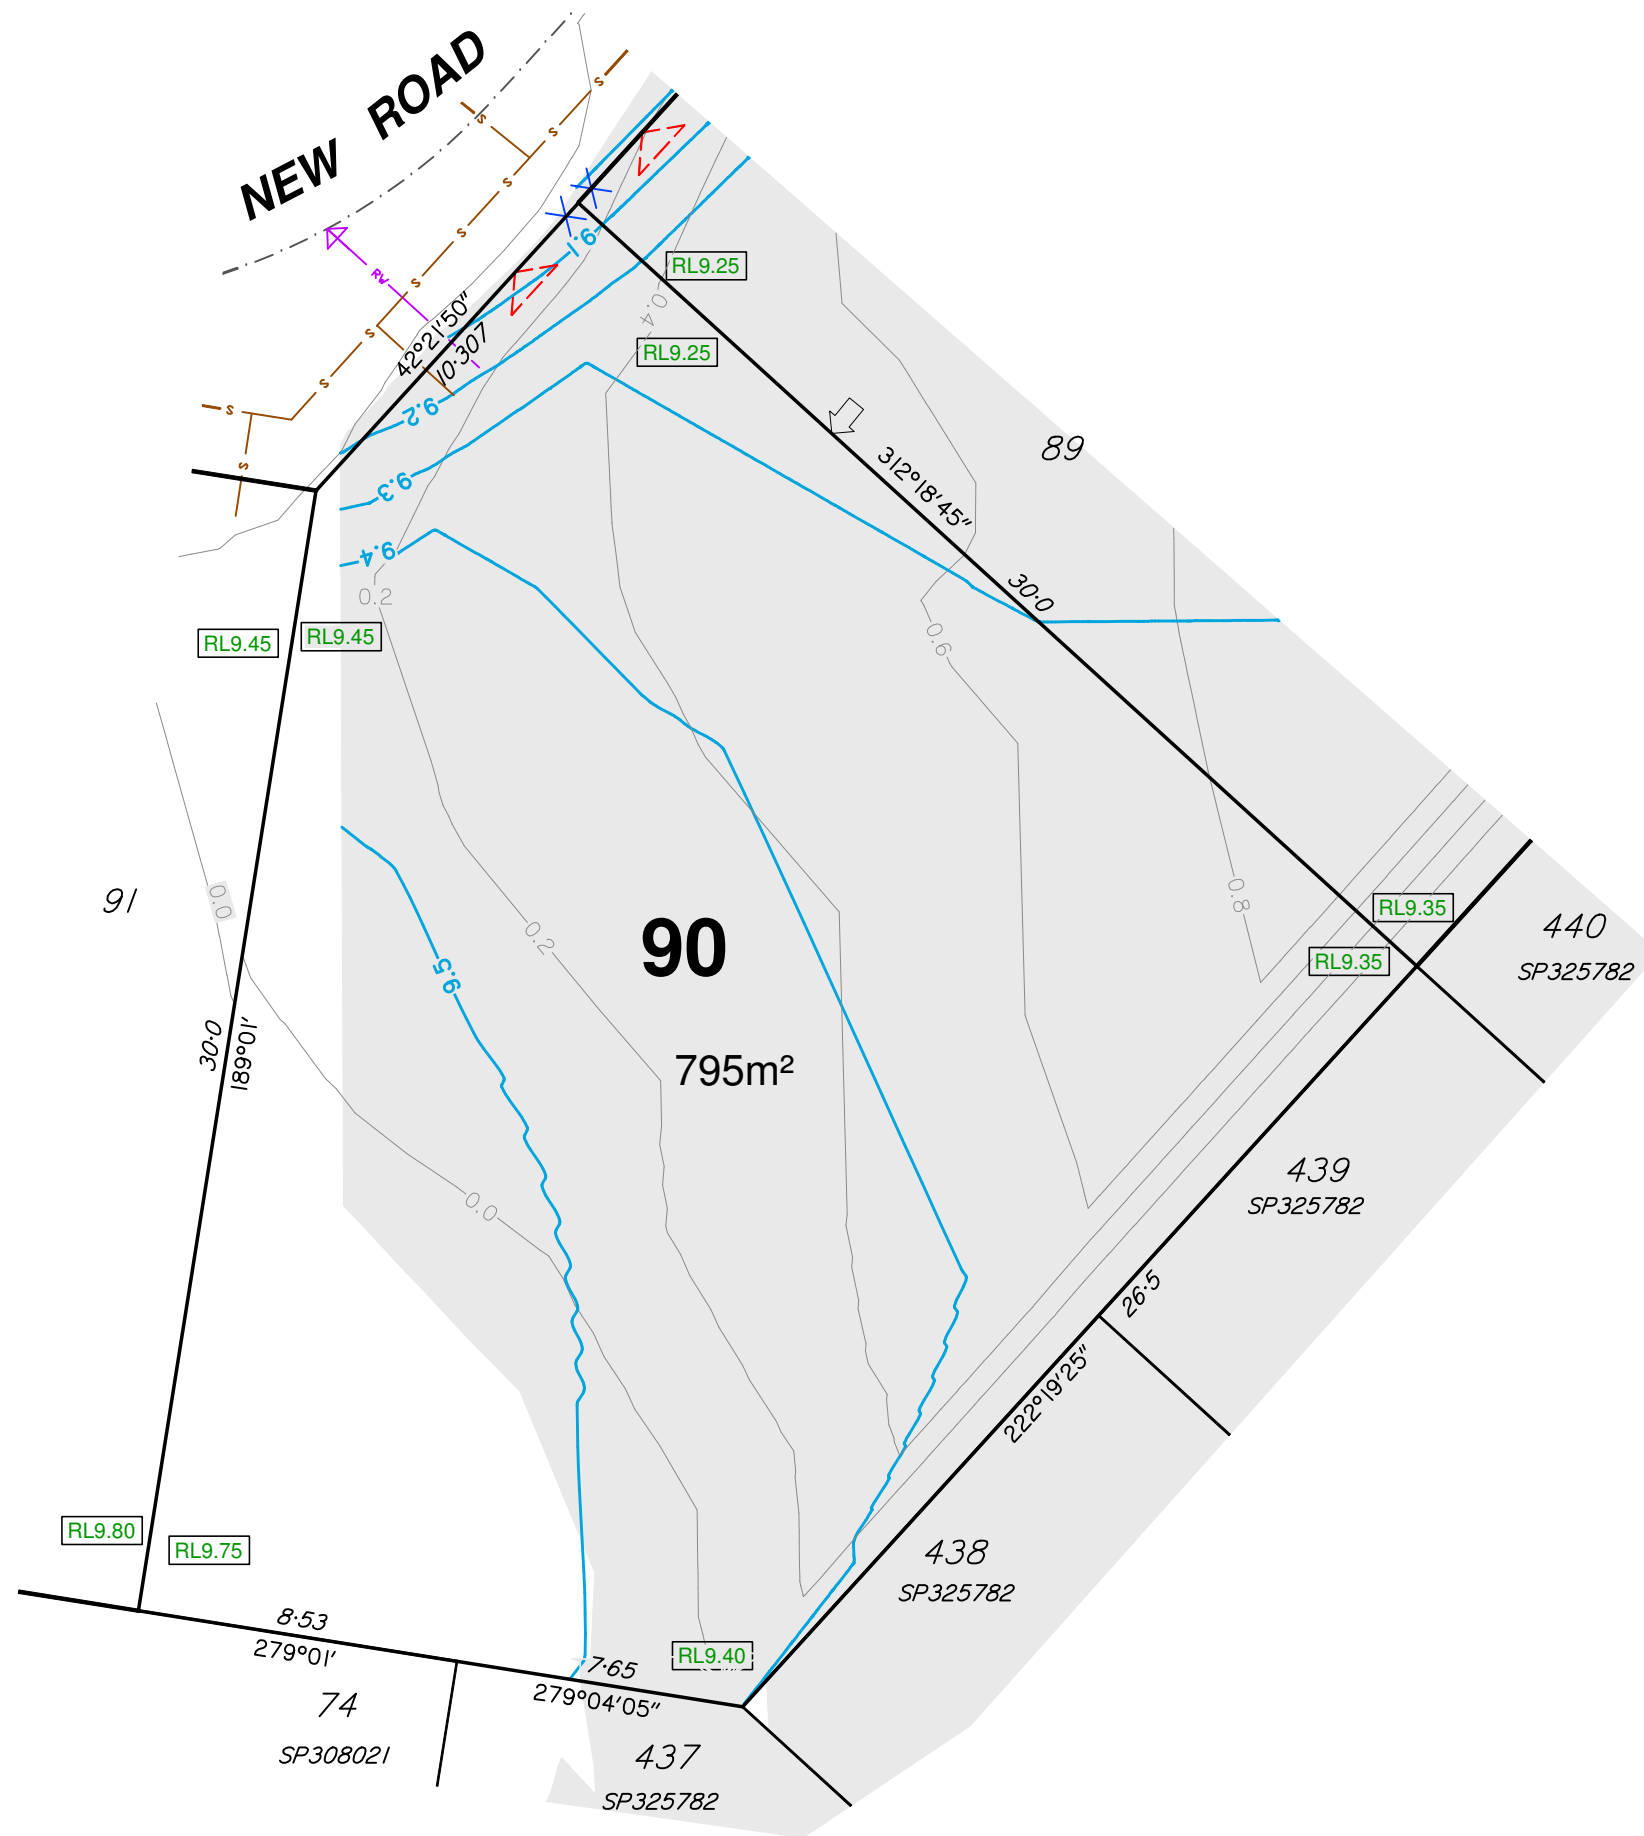 NEW ROAD
S
S
S
S
S
S
S
S
S
S
RW
42°21'50"
10·307
9.1
RL9.25
0.4
RL9.25
9.2
9.3
9.4
312°18'45"
89
30·0
0.2
RL9.45
RL9.45
0.6
0.0
91
9.5
0.2
90
795m²
0.8
RL9.35
RL9.35
440
SP325782
30·0
189°01'
0.0
439
SP325782
26·5
222°19'25"
RL9.80
RL9.75
438
SP325782
8·53
279°01'
7·65
279°04'05"
RL9.40
74
SP308021
437
SP325782